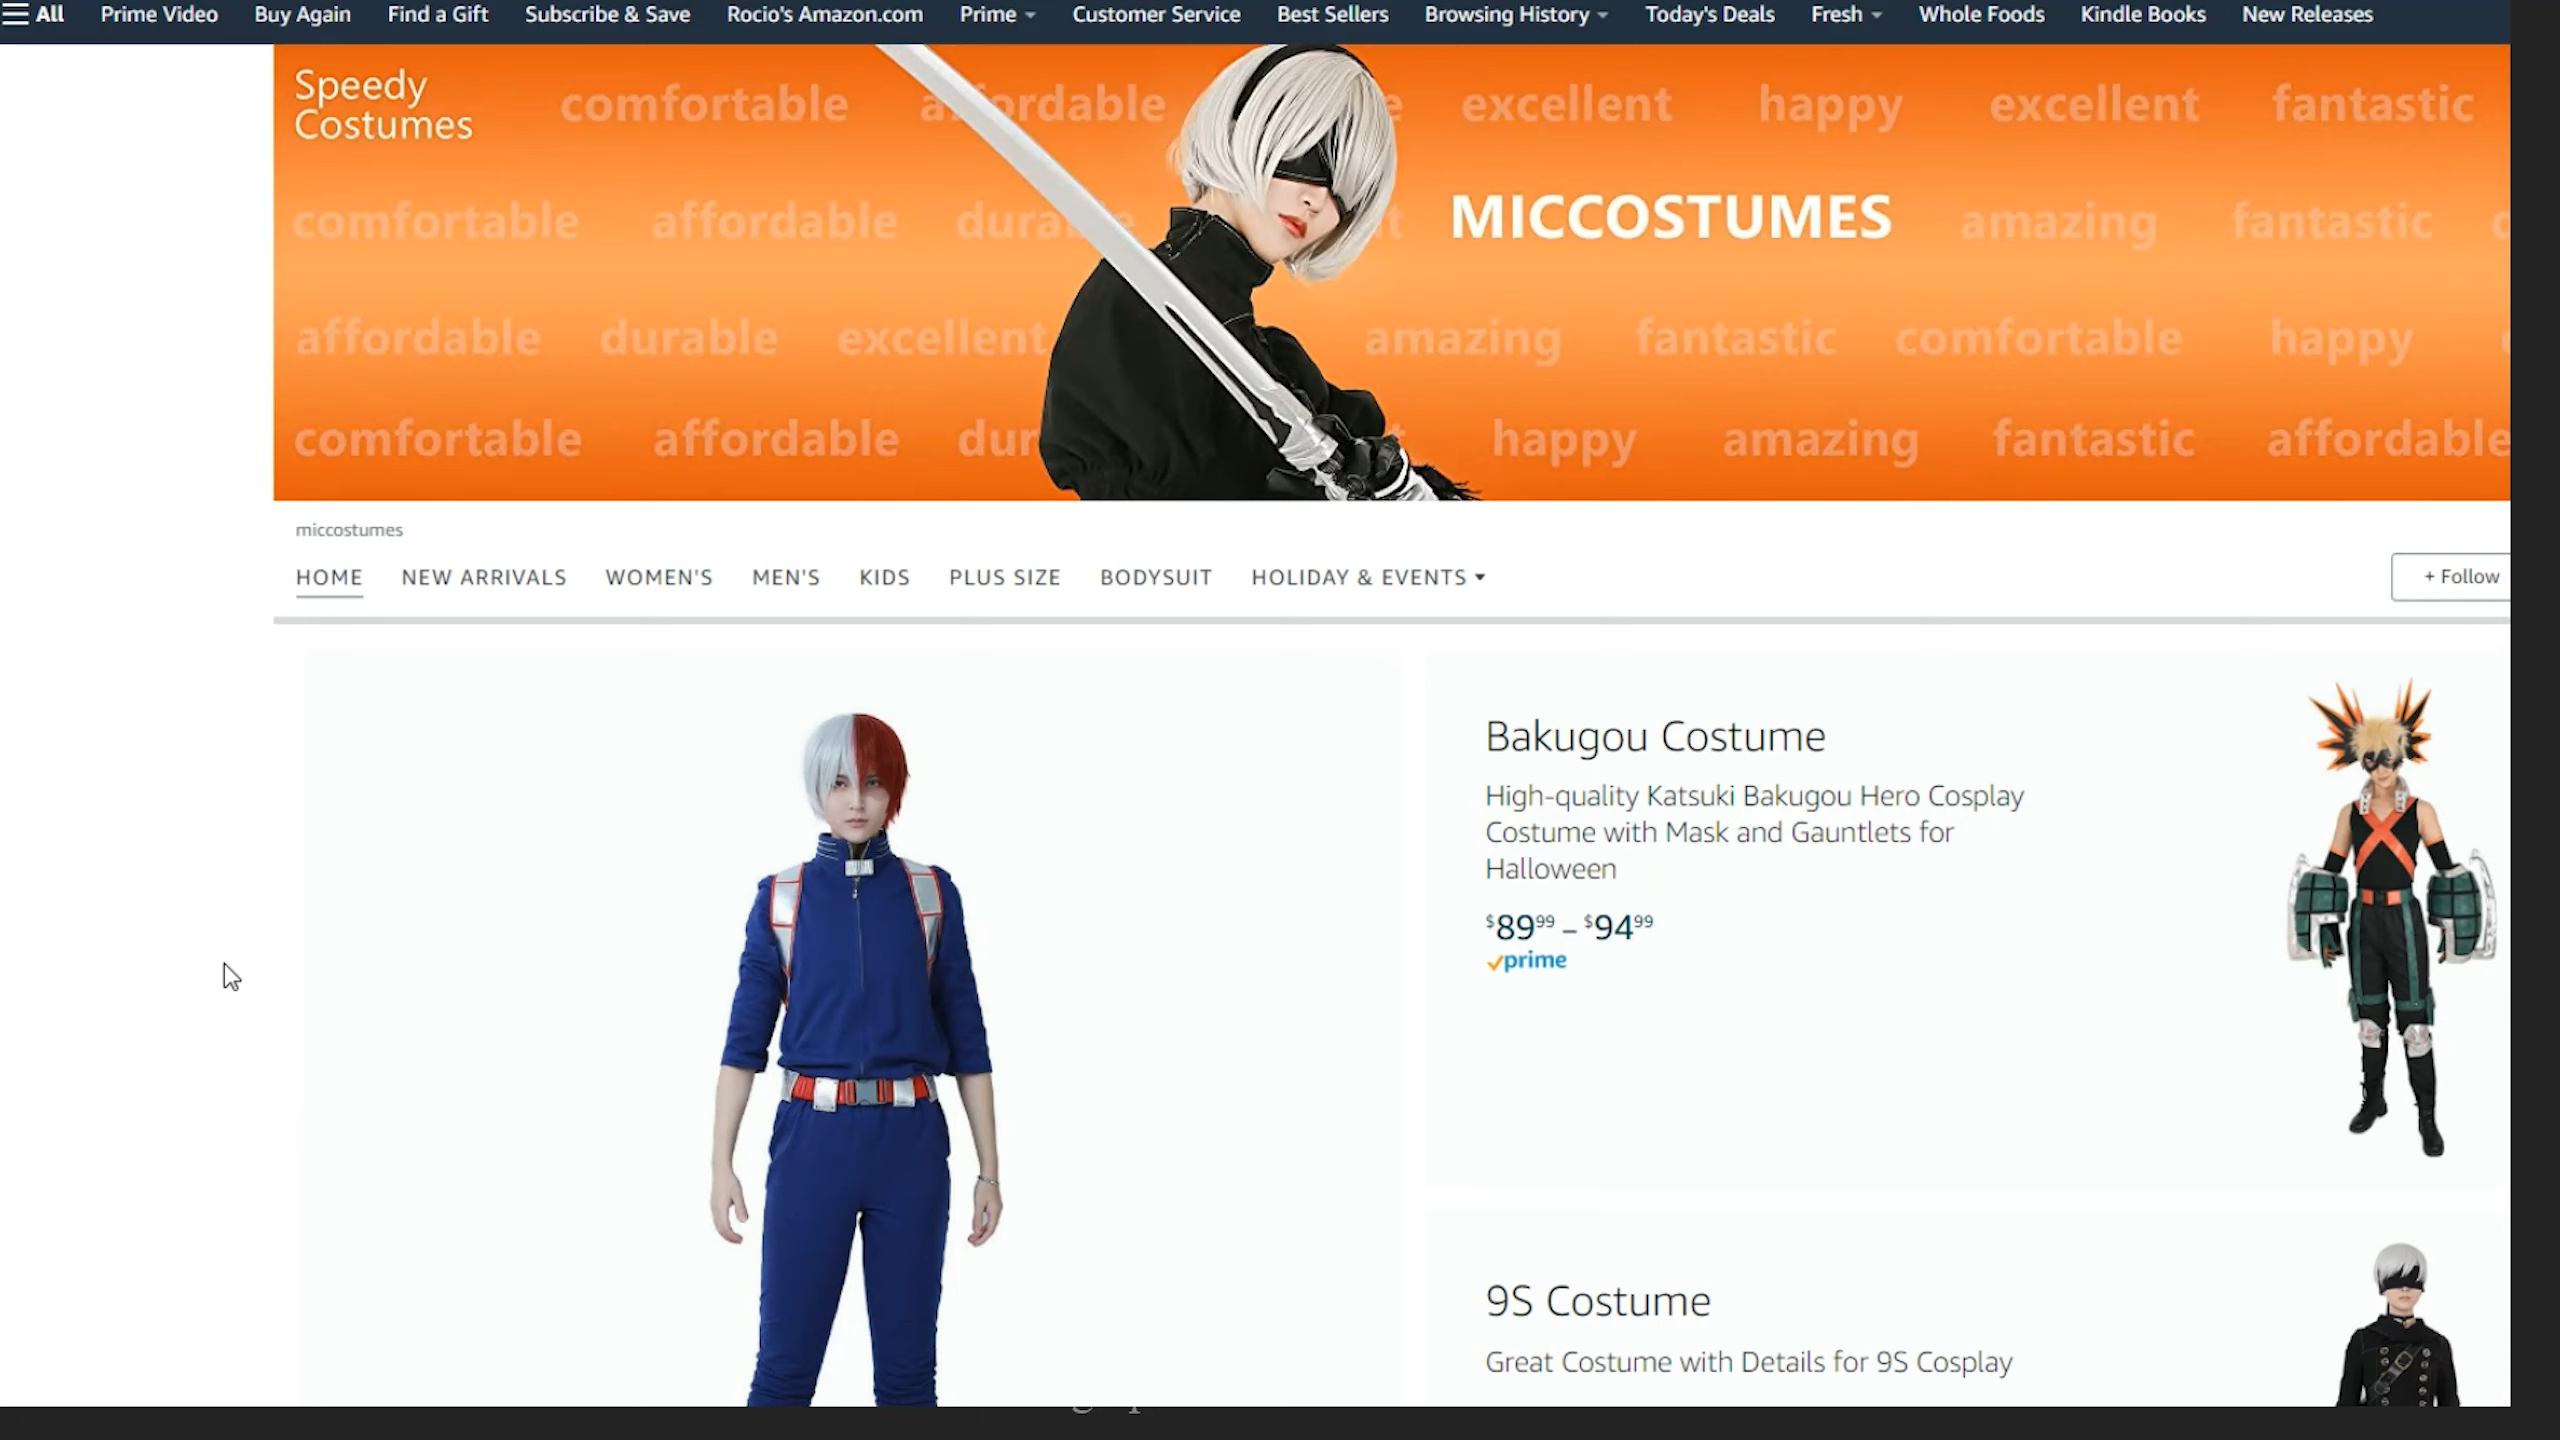 All Prime Video Buy Again Find a Gift Subscribe & Save Rocio's Amazon.com Prime Customer Service Best Sellers Browsing History Today's Deals Fresh Whole Foods Kindle Books New Releases
Speedy
Costumes
comfortable affordable excellent happy excellent fantastic
comfortable affordable MICCOSTUMES amazing fantastic
affordable durable excellent amazing fantastic comfortable happy
comfortable affordable happy amazing fantastic affordable
miccostumes
HOME NEW ARRIVALS WOMEN'S MEN'S KIDS PLUS SIZE BODYSUIT HOLIDAY & EVENTS
+ Follow
Bakugou Costume
High-quality Katsuki Bakugou Hero Cosplay
Costume with Mask and Gauntlets for
Halloween
$89.99 – $94.99
prime
9S Costume
Great Costume with Details for 9S Cosplay